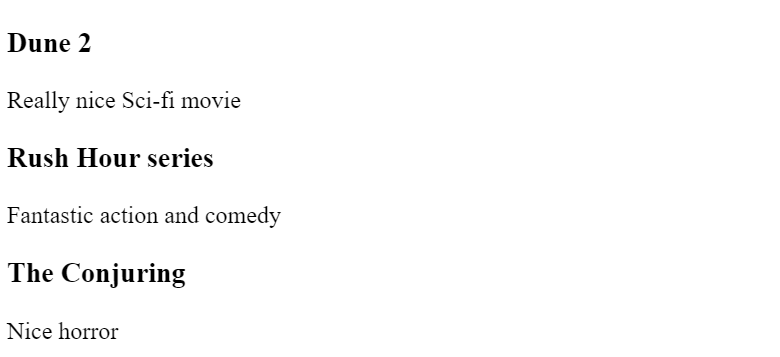 Dune 2
Really nice Sci-fi movie
Rush Hour series
Fantastic action and comedy
The Conjuring
Nice horror